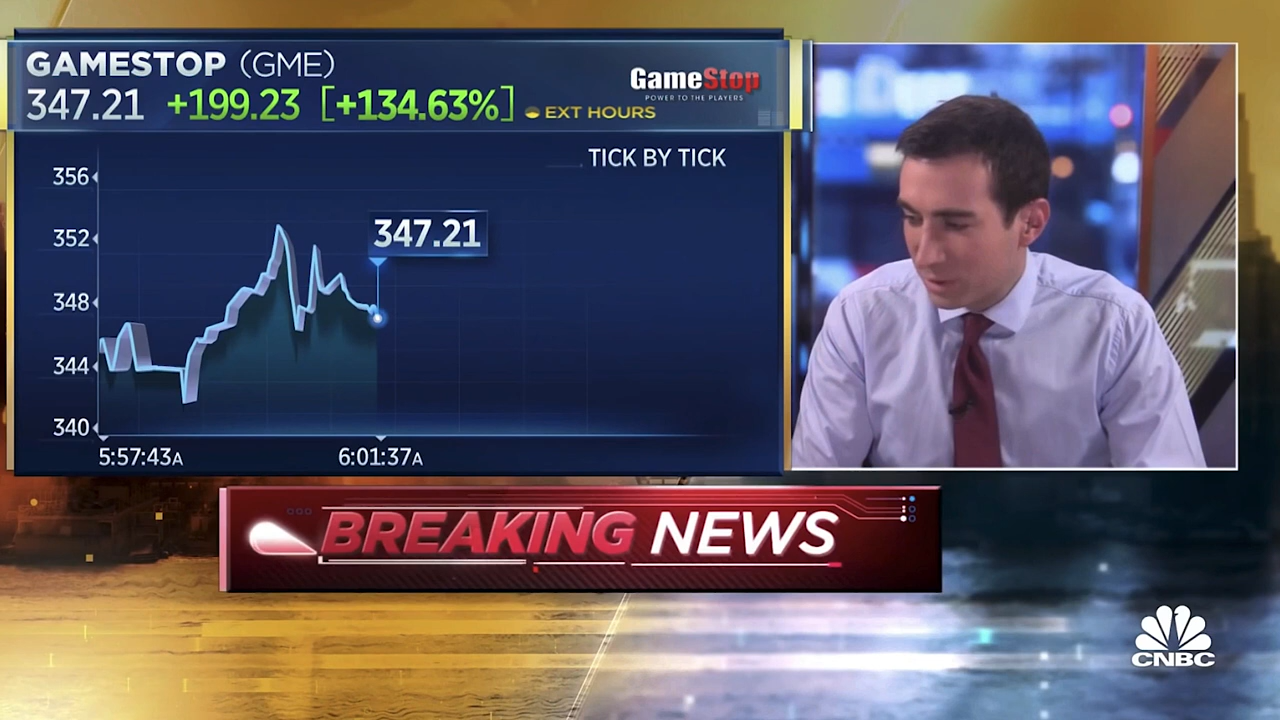 GAMESTOP (GME)
347.21 +199.23 [+134.63%] EXT HOURS
GameStop
POWER TO THE PLAYERS
TICK BY TICK
356
352
348
344
340
347.21
5:57:43A
6:01:37A
BREAKING NEWS
CNBC